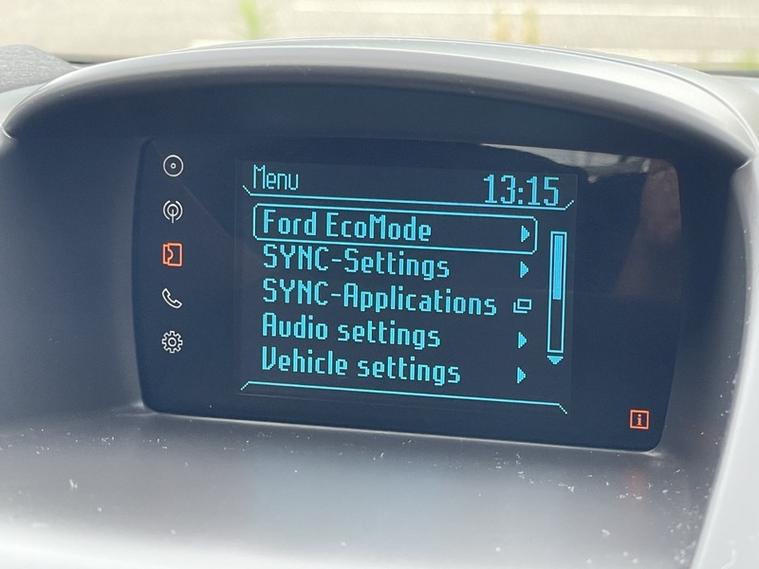 Menu
13:15
Ford EcoMode
SYNC-Settings
SYNC-Applications
Audio settings
Vehicle settings